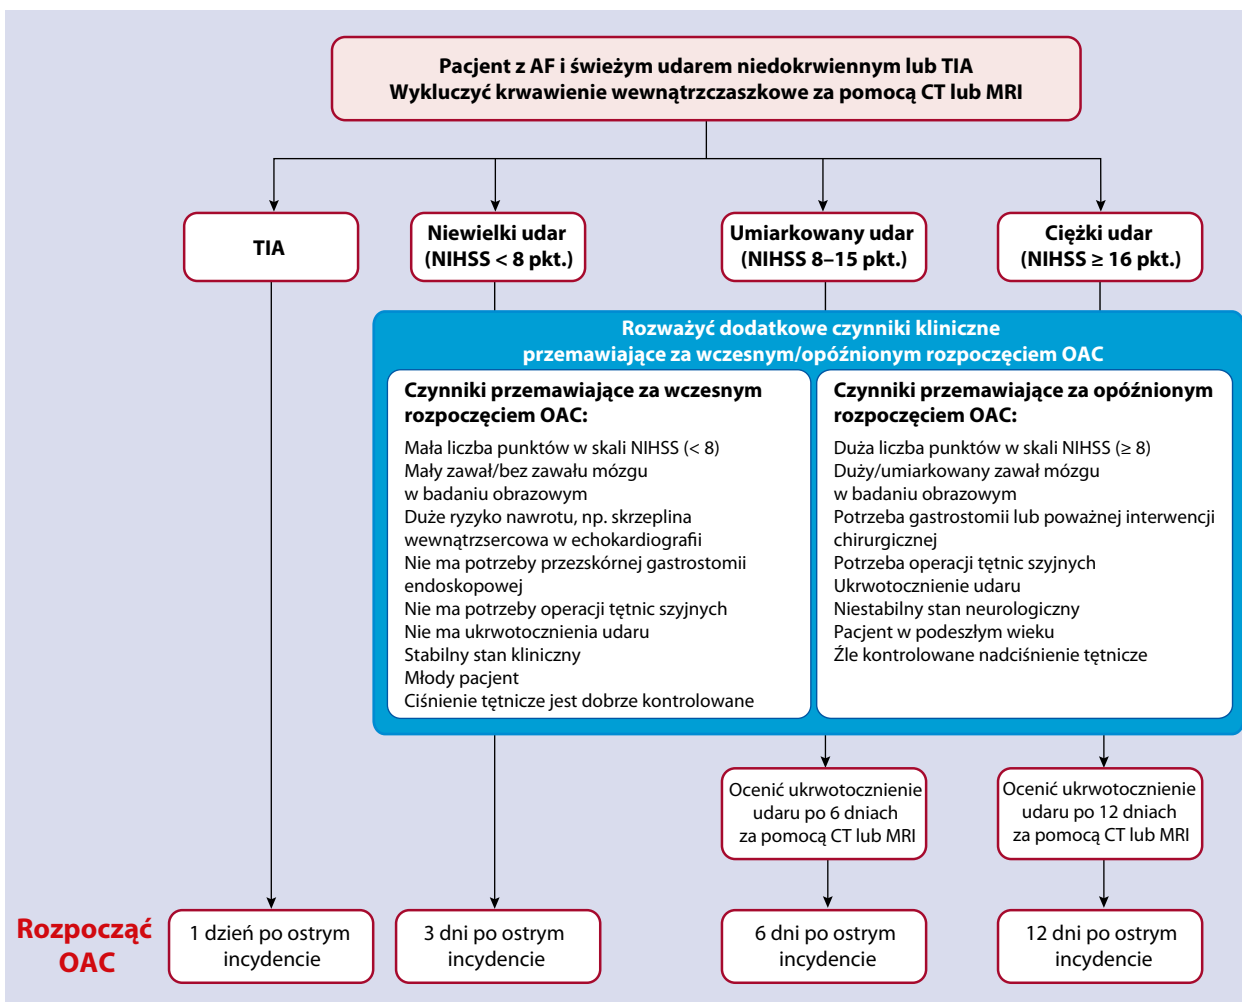 Pacjent z AF i świeżym udarem niedokrwiennym lub TIA
Wykluczyć krwawienie wewnątrzczaszkowe za pomocą CT lub MRI
TIA
Niewielki udar
(NIHSS < 8 pkt.)
Umiarkowany udar
(NIHSS 8–15 pkt.)
Ciężki udar
(NIHSS ≥ 16 pkt.)
Rozważyć dodatkowe czynniki kliniczne
przemawiające za wczesnym/opóźnionym rozpoczęciem OAC
Czynniki przemawiające za wczesnym
rozpoczęciem OAC:
Mała liczba punktów w skali NIHSS (< 8)
Mały zawał/bez zawału mózgu
w badaniu obrazowym
Duże ryzyko nawrotu, np. skrzeplina
wewnątrzsercowa w echokardiografii
Nie ma potrzeby przezskórnej gastrostomii
endoskopowej
Nie ma potrzeby operacji tętnic szyjnych
Nie ma ukrwotocznienia udaru
Stabilny stan kliniczny
Młody pacjent
Ciśnienie tętnicze jest dobrze kontrolowane
Czynniki przemawiające za opóźnionym
rozpoczęciem OAC:
Duża liczba punktów w skali NIHSS (≥ 8)
Duży/umiarkowany zawał mózgu
w badaniu obrazowym
Potrzeba gastrostomii lub poważnej interwencji
chirurgicznej
Potrzeba operacji tętnic szyjnych
Ukrwotocznienie udaru
Niestabilny stan neurologiczny
Pacjent w podeszłym wieku
Źle kontrolowane nadciśnienie tętnicze
Ocenić ukrwotocznienie
udaru po 6 dniach
za pomocą CT lub MRI
Ocenić ukrwotocznienie
udaru po 12 dniach
za pomocą CT lub MRI
Rozpocząć
OAC
1 dzień po ostrym
incydencie
3 dni po ostrym
incydencie
6 dni po ostrym
incydencie
12 dni po ostrym
incydencie